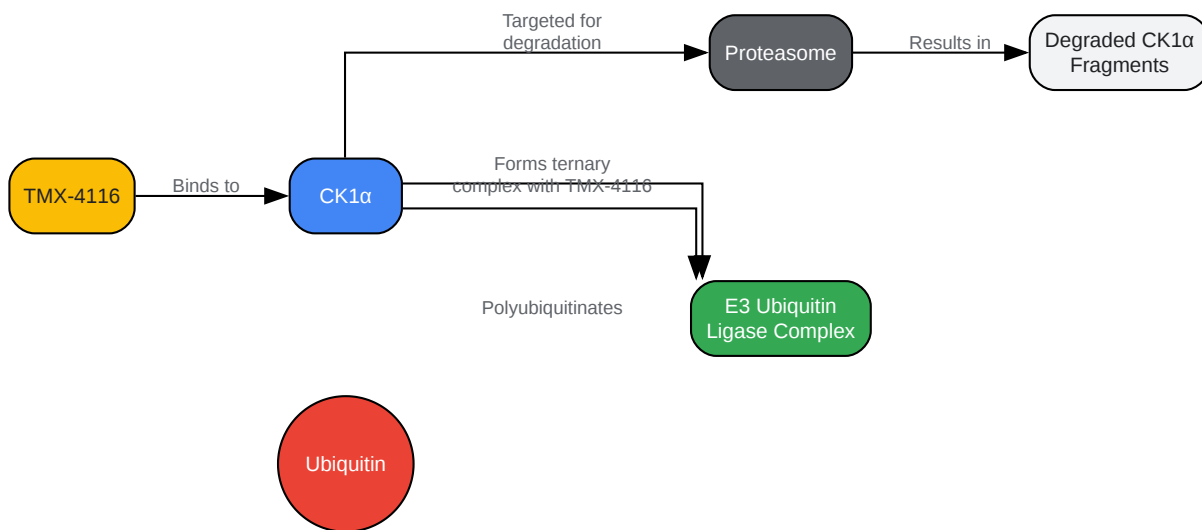 Targeted for
degradation
Proteasome
Results in
Degraded CK1α
Fragments
TMX-4116
Binds to
CK1α
Forms ternary
complex with TMX-4116
Polyubiquitinates
E3 Ubiquitin
Ligase Complex
Ubiquitin